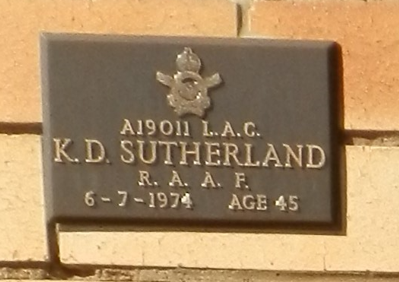 A19011 L.A.C.
K.D. SUTHERLAND
R. A. A. F.
6-7-1974 AGE 45